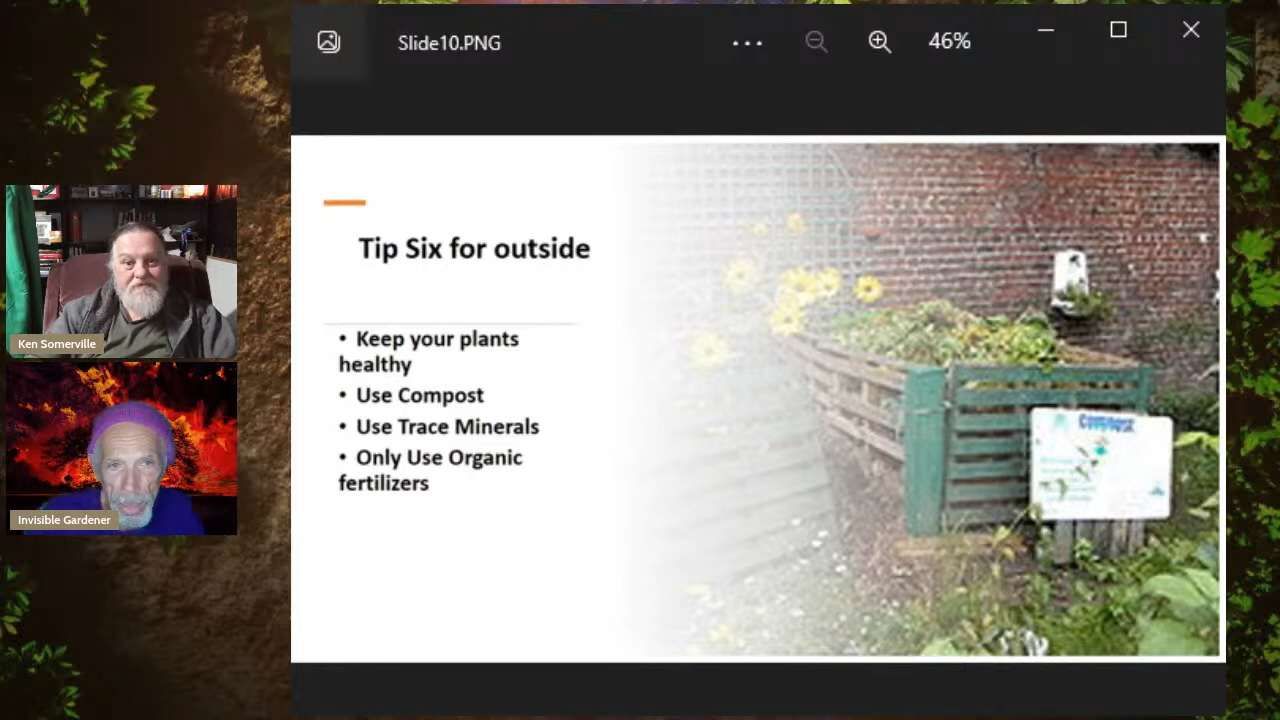 Slide10.PNG
46%
Tip Six for outside
• Keep your plants
healthy
• Use Compost
• Use Trace Minerals
• Only Use Organic
fertilizers
Compost
Ken Somerville
Invisible Gardener